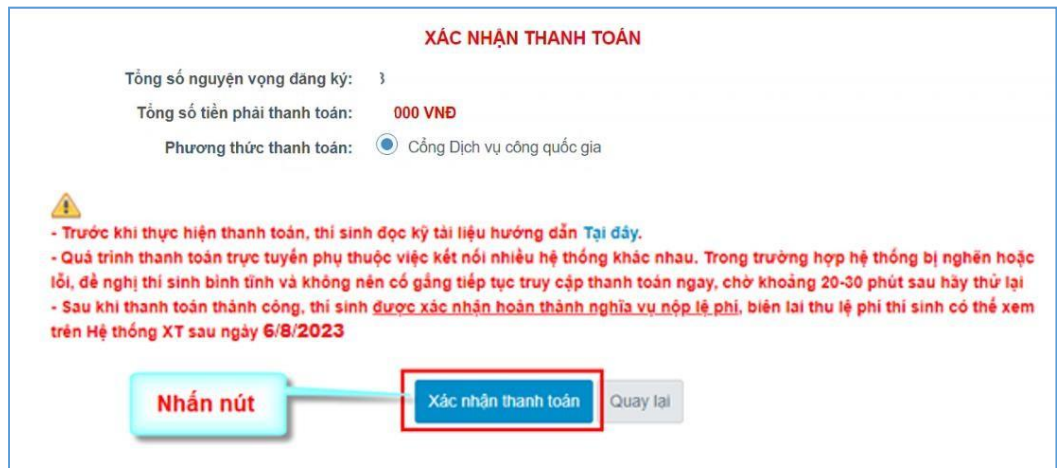 XÁC NHẬN THANH TOÁN
Tổng số nguyện vọng đăng ký: 3
Tổng số tiền phải thanh toán: 000 VNĐ
Phương thức thanh toán: Cổng Dịch vụ công quốc gia
- Trước khi thực hiện thanh toán, thí sinh đọc kỹ tài liệu hướng dẫn Tại đây.
- Quá trình thanh toán trực tuyến phụ thuộc việc kết nối nhiều hệ thống khác nhau. Trong trường hợp hệ thống bị nghẽn hoặc
lỗi, đề nghị thí sinh bình tĩnh và không nên cố gắng tiếp tục truy cập thanh toán ngay, chờ khoảng 20-30 phút sau hãy thử lại
- Sau khi thanh toán thành công, thí sinh được xác nhận hoàn thành nghĩa vụ nộp lệ phí, biên lai thu lệ phí thí sinh có thể xem
trên Hệ thống XT sau ngày 6/8/2023
Nhấn nút
Xác nhận thanh toán
Quay lại